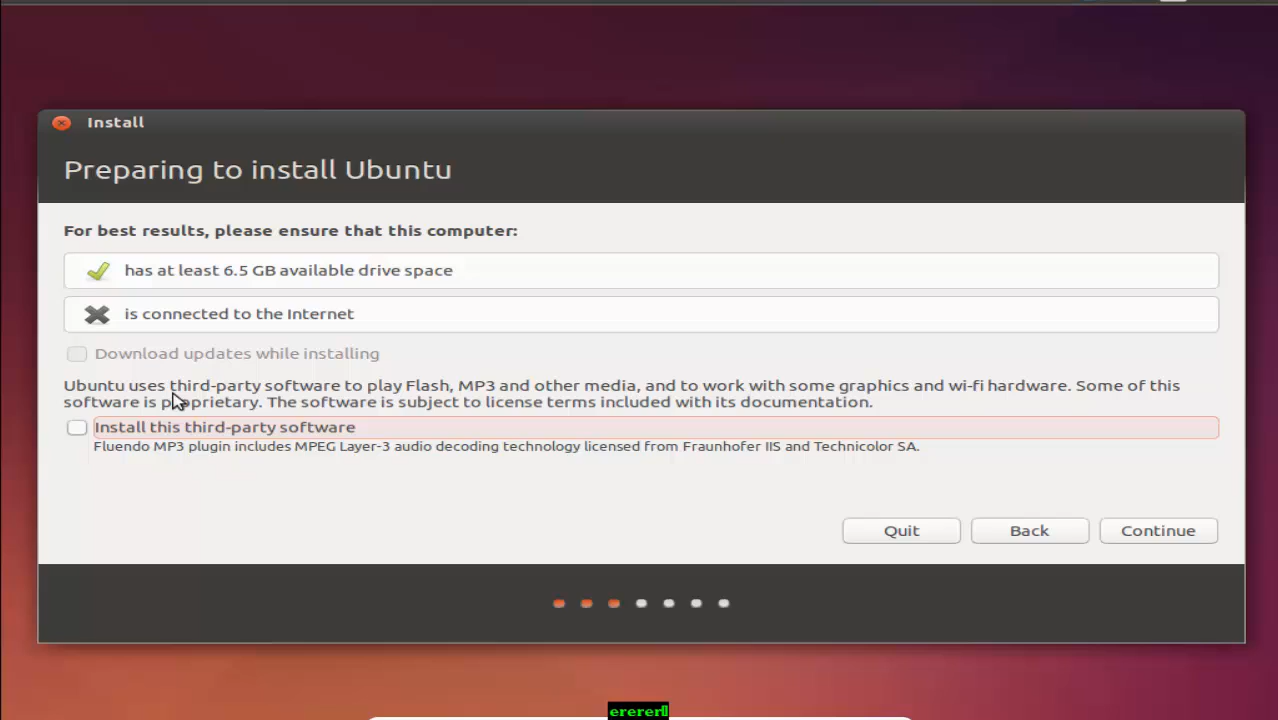 Install
Preparing to install Ubuntu
For best results, please ensure that this computer:
has at least 6.5 GB available drive space
is connected to the Internet
Download updates while installing
Ubuntu uses third-party software to play Flash, MP3 and other media, and to work with some graphics and wi-fi hardware. Some of this
software is proprietary. The software is subject to license terms included with its documentation.
Install this third-party software
Fluendo MP3 plugin includes MPEG Layer-3 audio decoding technology licensed from Fraunhofer IIS and Technicolor SA.
Quit Back Continue
ererer